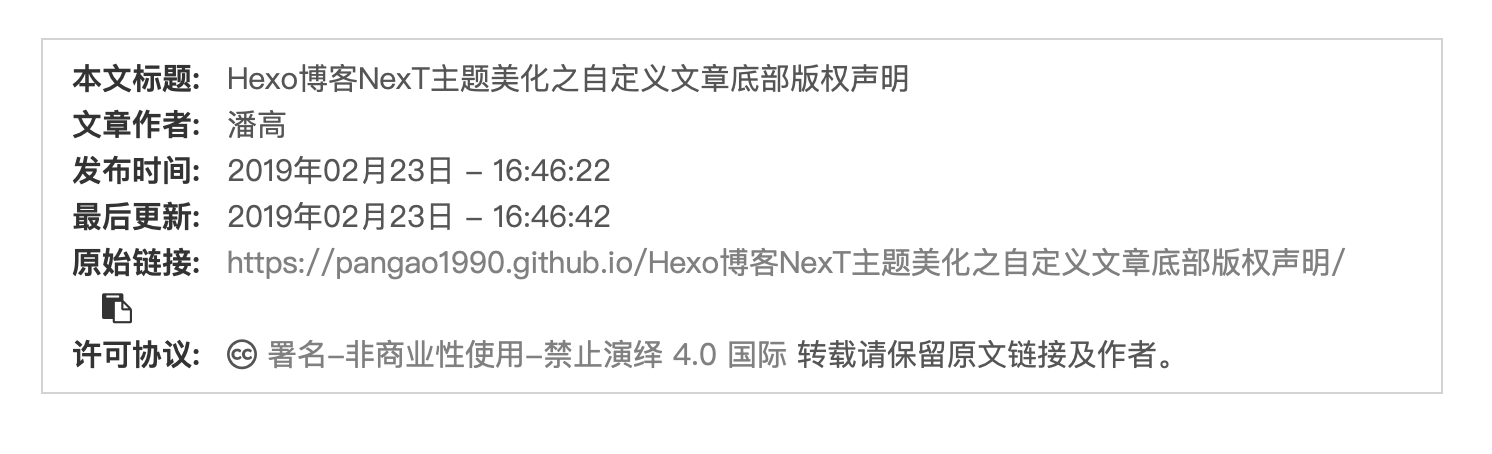 本文标题: Hexo博客NexT主题美化之自定义文章底部版权声明
文章作者: 潘高
发布时间: 2019年02月23日 - 16:46:22
最后更新: 2019年02月23日 - 16:46:42
原始链接: https://pangao1990.github.io/Hexo博客NexT主题美化之自定义文章底部版权声明/
许可协议: 署名-非商业性使用-禁止演绎 4.0 国际 转载请保留原文链接及作者。